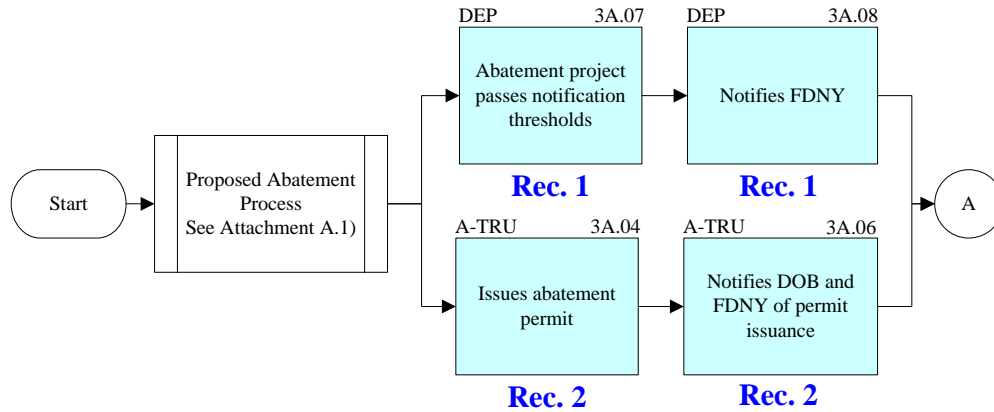 DEP 3A.07
Abatement project
passes notification
thresholds
Rec. 1
DEP 3A.08
Notifies FDNY
Rec. 1
Start
Proposed Abatement
Process
See Attachment A.1)
A
A-TRU 3A.04
Issues abatement
permit
Rec. 2
A-TRU 3A.06
Notifies DOB and
FDNY of permit
issuance
Rec. 2